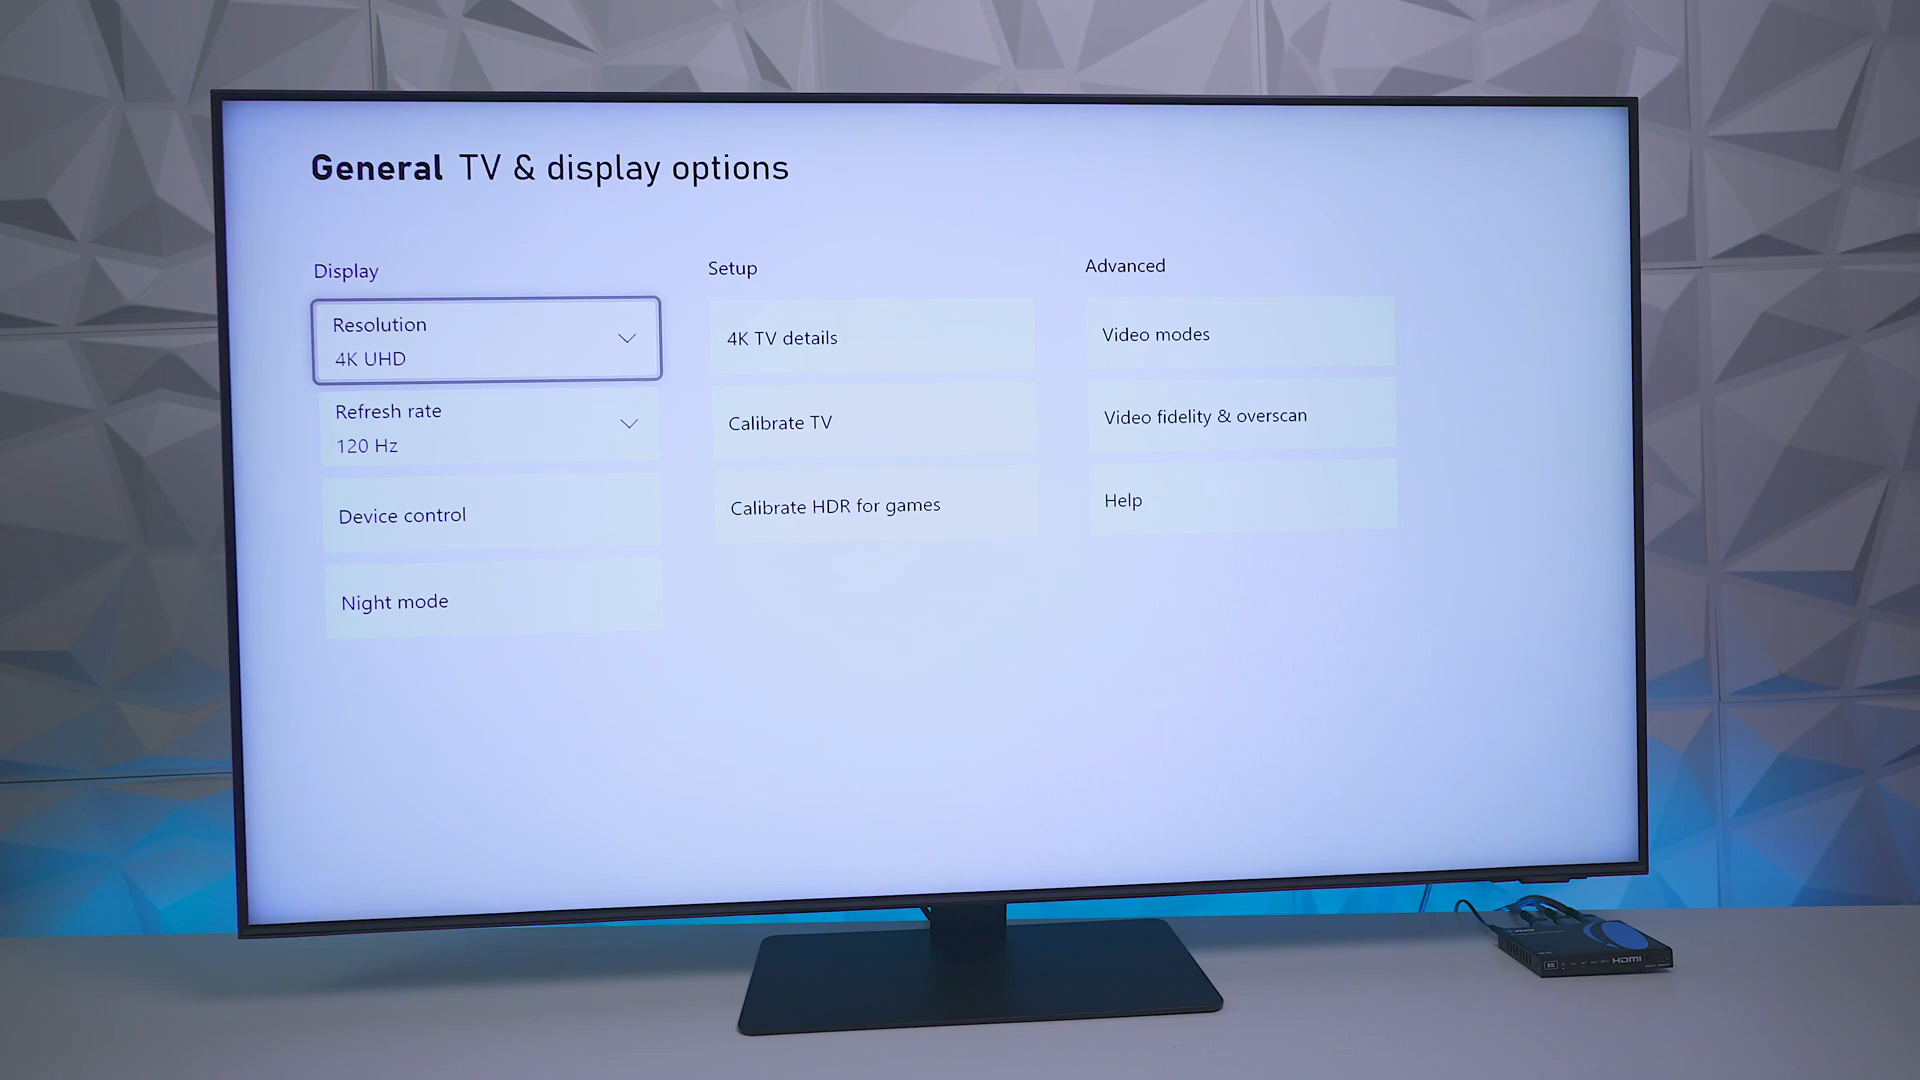 General TV & display options
Display
Resolution
4K UHD
Refresh rate
120 Hz
Device control
Night mode
Setup
4K TV details
Calibrate TV
Calibrate HDR for games
Advanced
Video modes
Video fidelity & overscan
Help
8K
HDMI